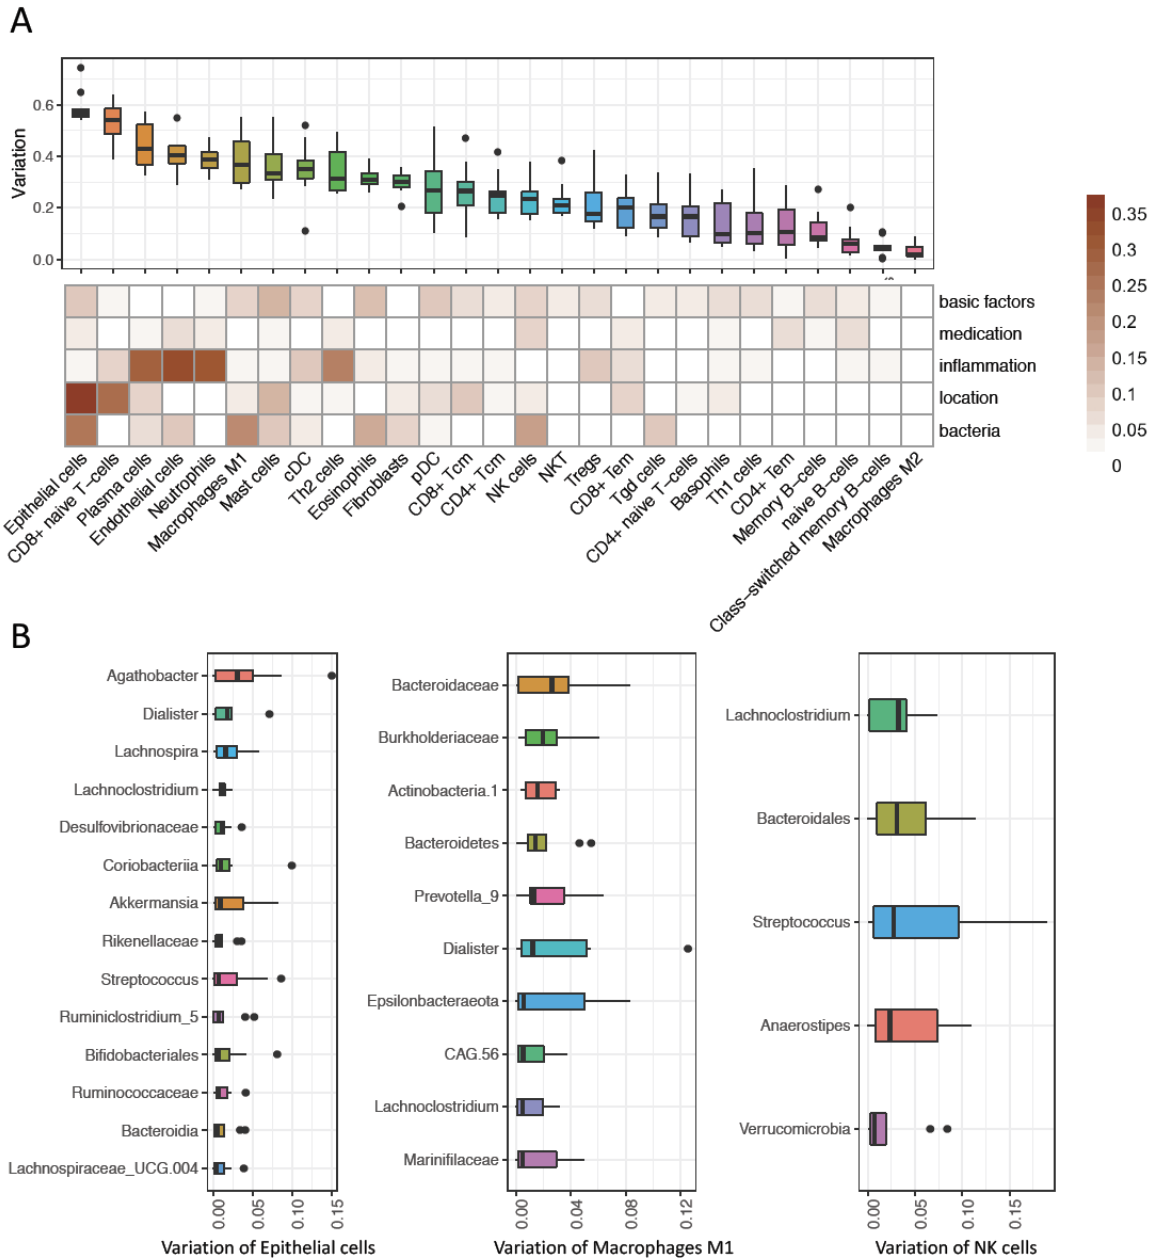 A
Variation
0.6
0.4
0.2
0.0
basic factors
medication
inflammation
location
bacteria
0.35
0.3
0.25
0.2
0.15
0.1
0.05
0
Epithelial cells
CD8+ naive T-cells
Plasma cells
Endothelial cells
Neutrophils
Macrophages M1
Mast cells
cDC
Th2 cells
Eosinophils
Fibroblasts
pDC
CD8+ Tcm
CD4+ Tcm
NK cells
NKT
Tregs
CD8+ Tem
Tgd cells
CD4+ naive T-cells
Basophils
Th1 cells
CD4+ Tem
Memory B-cells
naive B-cells
Class-switched memory B-cells
Macrophages M2
B
Agathobacter
Dialister
Lachnospira
Lachnoclostridium
Desulfovibrionaceae
Coriobacteriia
Akkermansia
Rikenellaceae
Streptococcus
Ruminiclostridium_5
Bifidobacteriales
Ruminococcaceae
Bacteroidia
Lachnospiraceae_UCG.004
0.00
0.05
0.10
0.15
Variation of Epithelial cells
Bacteroidaceae
Burkholderiaceae
Actinobacteria.1
Bacteroidetes
Prevotella_9
Dialister
Epsilonbacteraeota
CAG.56
Lachnoclostridium
Marinifilaceae
0.00
0.04
0.08
0.12
Variation of Macrophages M1
Lachnoclostridium
Bacteroidales
Streptococcus
Anaerostipes
Verrucomicrobia
0.00
0.05
0.10
0.15
Variation of NK cells